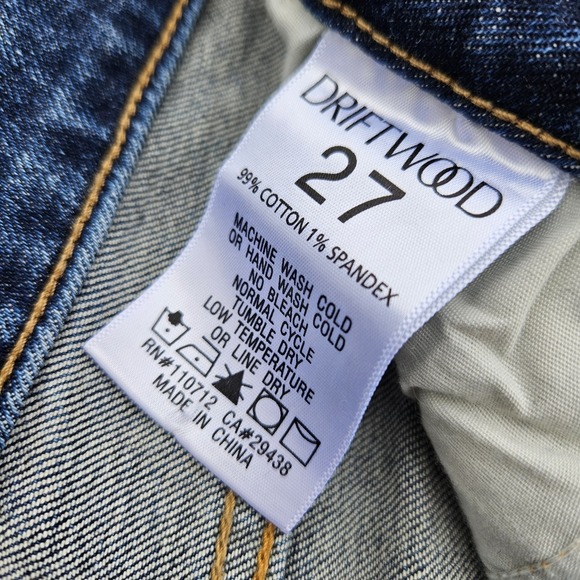 DRIFTWOOD
27
99% COTTON 1% SPANDEX
MACHINE WASH COLD
OR HAND WASH COLD
NO BLEACH
NORMAL CYCLE
TUMBLE DRY
LOW TEMPERATURE
OR LINE DRY
RN#110712 CA#29438
MADE IN CHINA